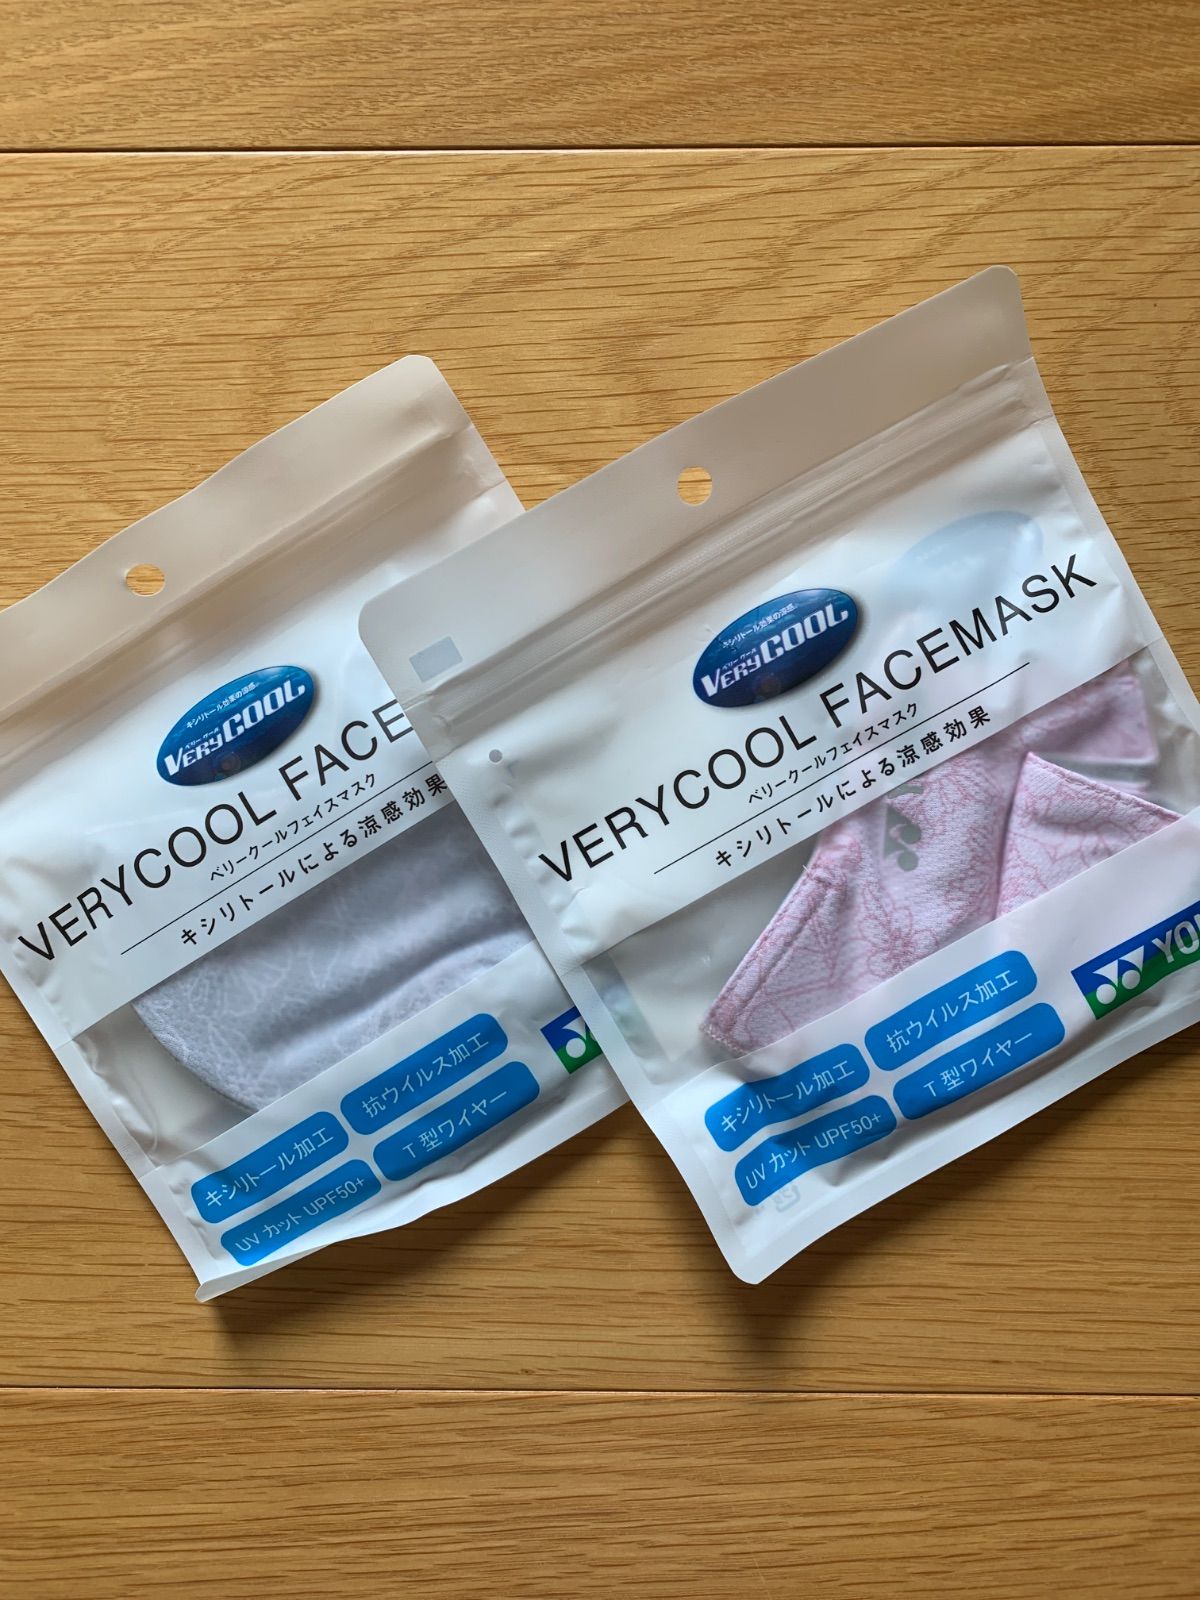 キシリトール効果の涼感。
ベリークール
VERYCOOL
VERYCOOL FACE
ベリークールフェイスマスク
キシリトールによる涼感効果
キシリトール加工
抗ウイルス加工
UVカット UPF50+
T型ワイヤー
キシリトール効果の涼感。
ベリークール
VERYCOOL
VERYCOOL FACEMASK
ベリークールフェイスマスク
キシリトールによる涼感効果
YO
キシリトール加工
抗ウイルス加工
UVカット UPF50+
T型ワイヤー